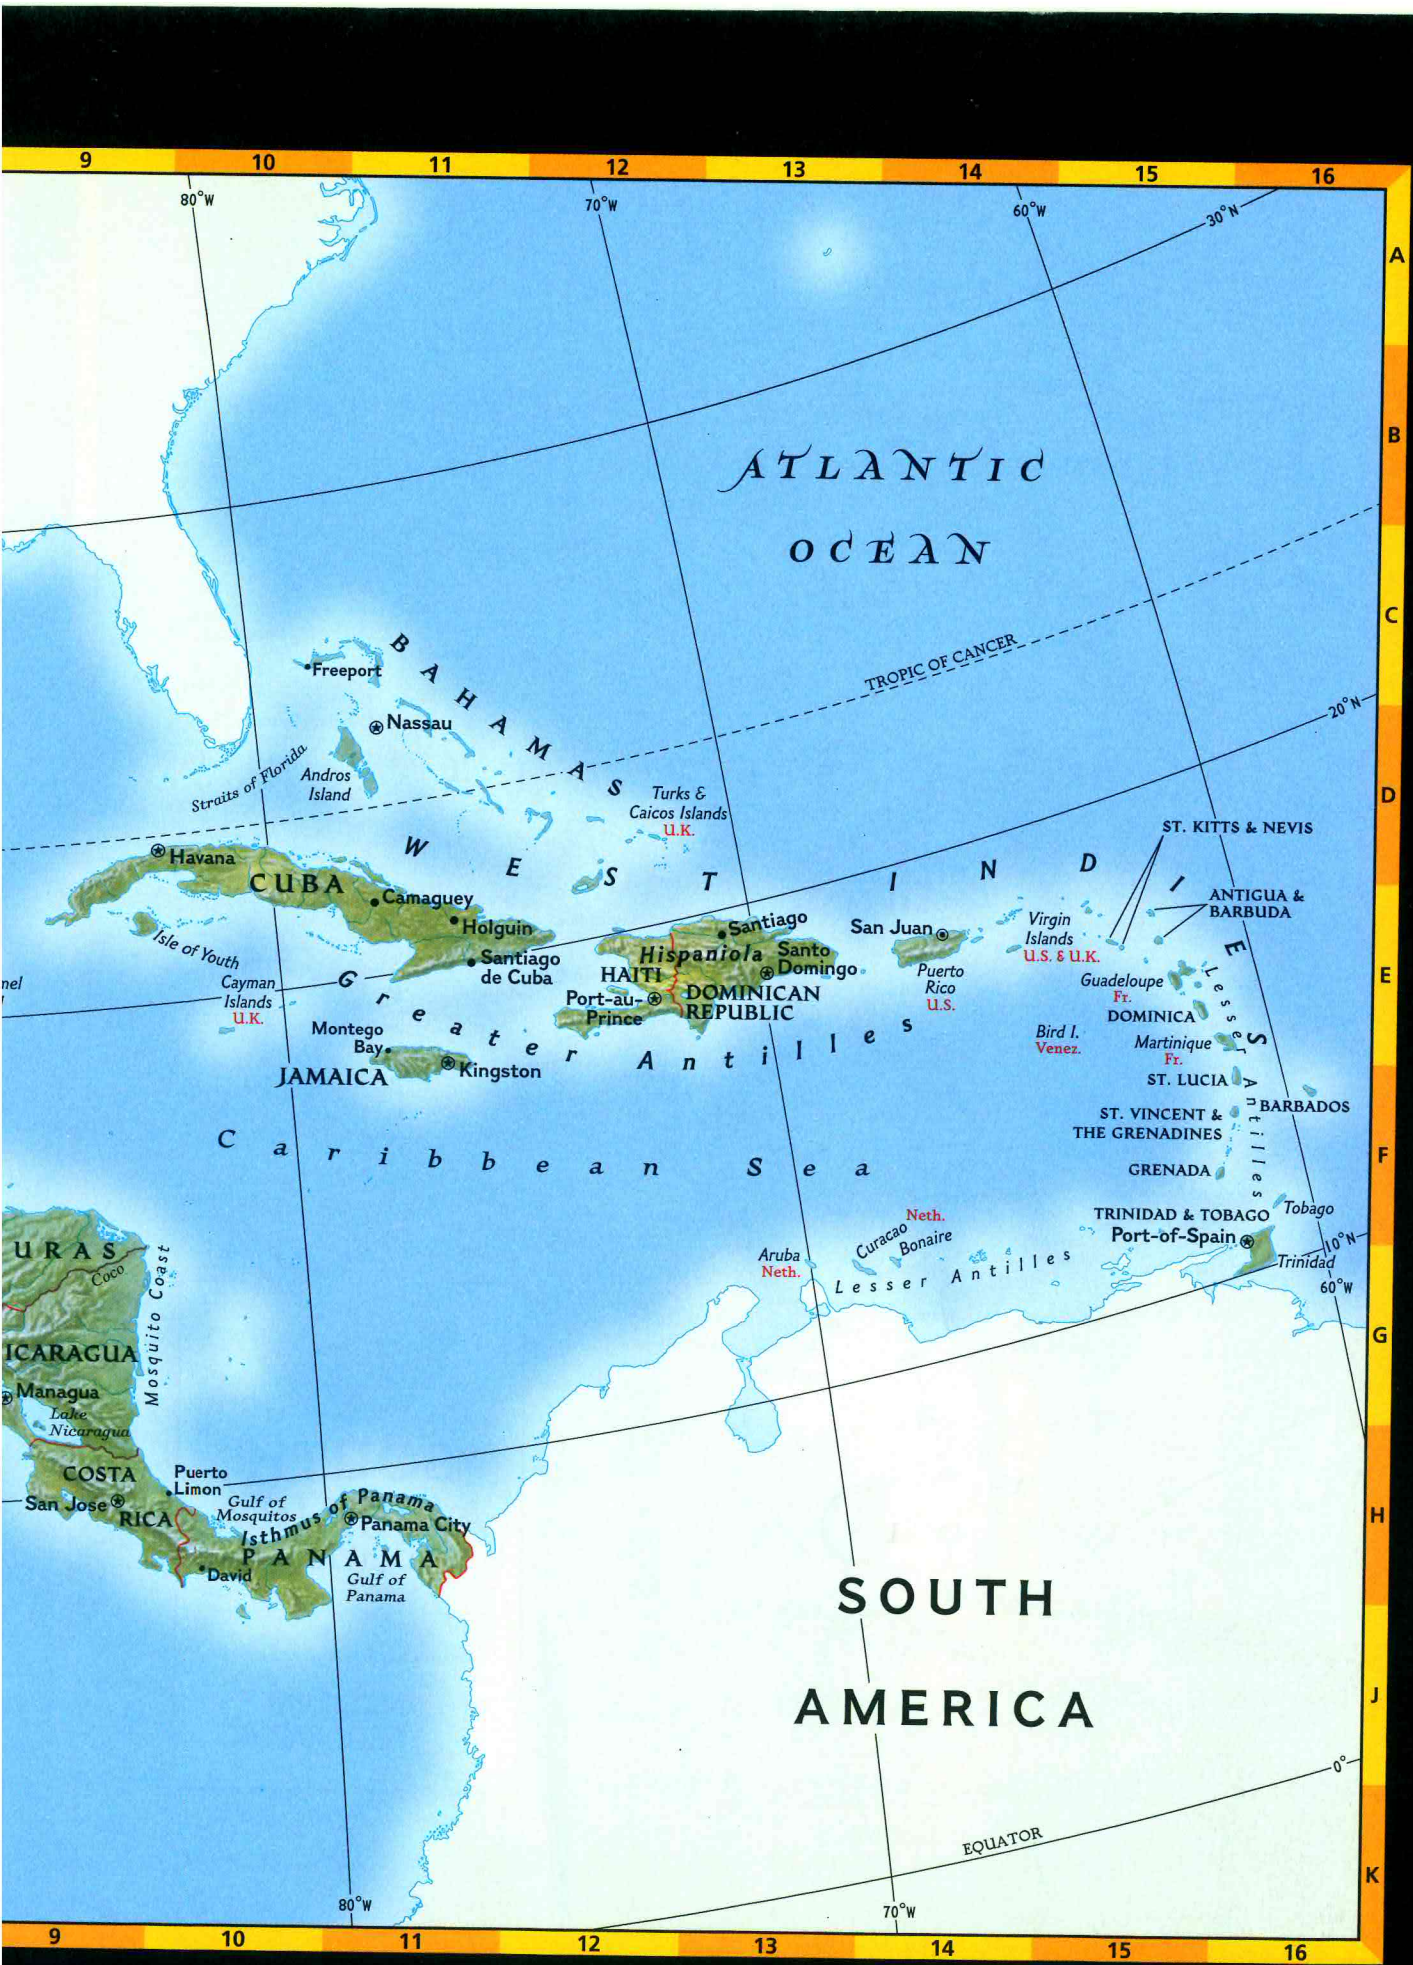 9 10 11 12 13 14 15 16
80°W
70°W
60°W
30°N
A
B
ATLANTIC
OCEAN
C
TROPIC OF CANCER
BAHAMAS
Freeport
Nassau
20°N
Straits of Florida
Andros
Island
Turks &
Caicos Islands
U.K.
D
WEST INDIES
ST. KITTS & NEVIS
Havana
CUBA
Camaguey
Holguin
Isle of Youth
Santiago
de Cuba
ANTIGUA &
BARBUDA
Santiago
Hispaniola
Santo
Domingo
HAITI
DOMINICAN
REPUBLIC
Port-au-
Prince
San Juan
Puerto
Rico
U.S.
Virgin
Islands
U.S. & U.K.
E
nel
Cayman
Islands
U.K.
Greater Antilles
Guadeloupe
Fr.
DOMINICA
Lesser Antilles
Montego
Bay
JAMAICA
Kingston
Bird I.
Venez.
Martinique
Fr.
ST. LUCIA
BARBADOS
ST. VINCENT &
THE GRENADINES
Caribbean Sea
F
GRENADA
Neth.
Curacao
Bonaire
TRINIDAD & TOBAGO
Tobago
Port-of-Spain
Trinidad
10°N
60°W
Aruba
Neth.
Lesser Antilles
URAS
Coco
Mosquito Coast
G
ICARAGUA
Managua
Lake
Nicaragua
COSTA
RICA
San Jose
Puerto
Limon
Gulf of
Mosquitos
Isthmus of Panama
Panama City
PANAMA
David
Gulf of
Panama
H
SOUTH
AMERICA
J
0°
EQUATOR
K
80°W
70°W
9 10 11 12 13 14 15 16